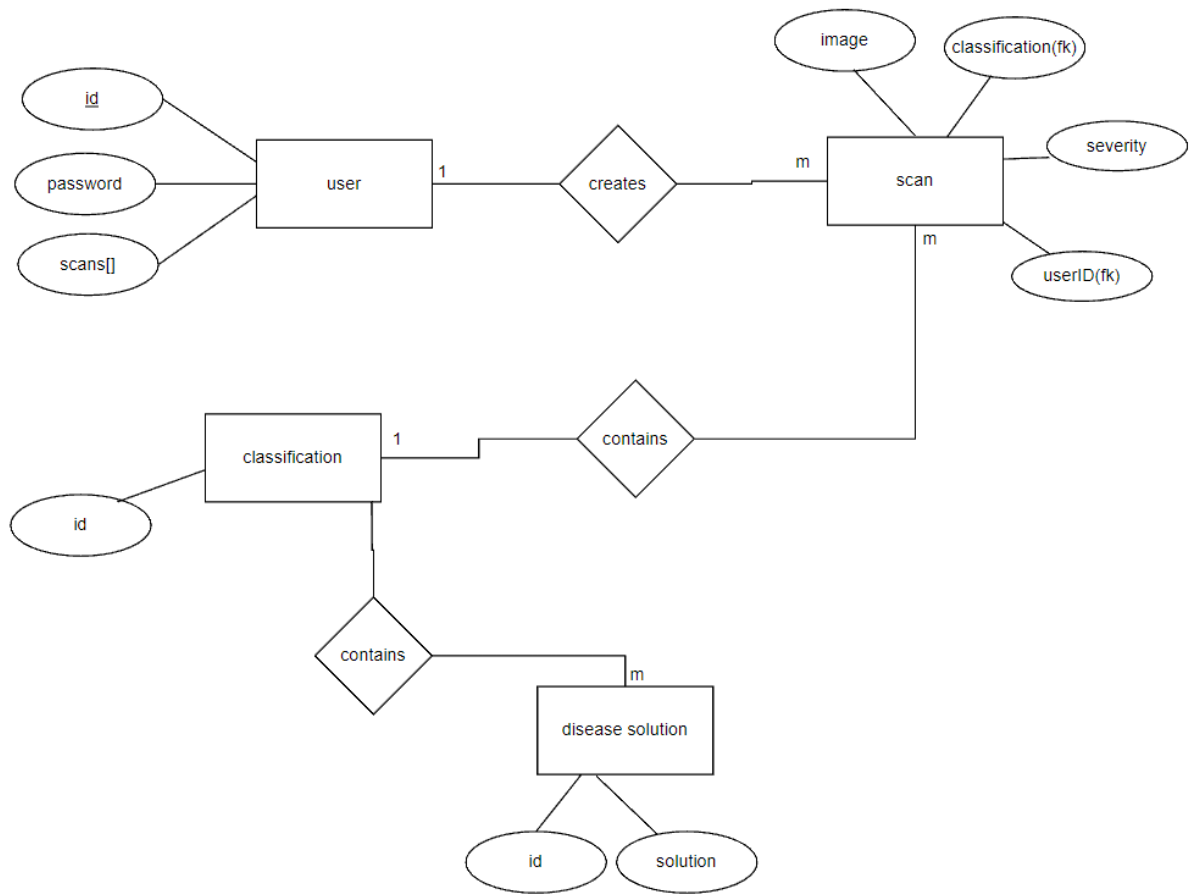 image
classification(fk)
id
severity
password
user
1
creates
m
scan
scans[]
m
userID(fk)
classification
1
contains
id
contains
m
disease solution
id
solution